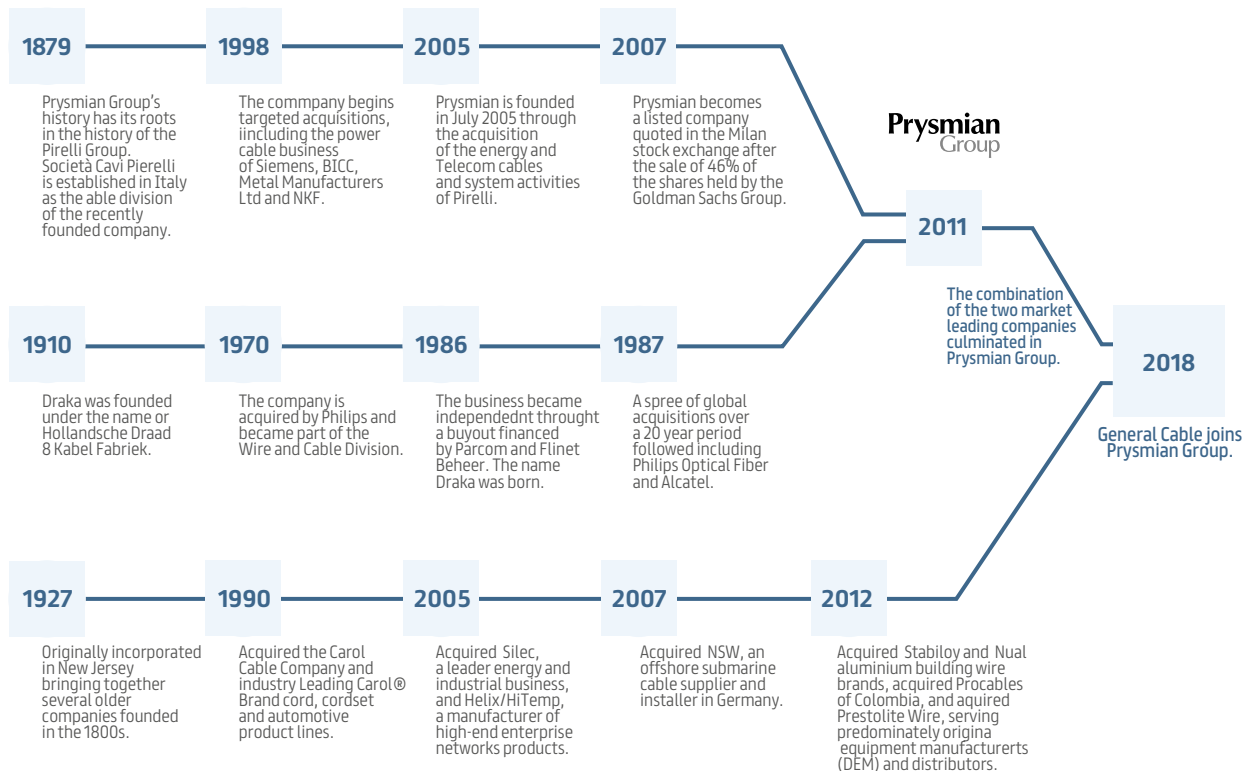 1879
Prysmian Group's
history has its roots
in the history of the
Pirelli Group.
Società Cavi Pierelli
is established in Italy
as the able division
of the recently
founded company.
1998
The commpany begins
targeted acquisitions,
iincluding the power
cable business
of Siemens, BICC,
Metal Manufacturers
Ltd and NKF.
2005
Prysmian is founded
in July 2005 through
the acquisition
of the energy and
Telecom cables
and system activities
of Pirelli.
2007
Prysmian becomes
a listed company
quoted in the Milan
stock exchange after
the sale of 46% of
the shares held by the
Goldman Sachs Group.
Prysmian
Group
2011
The combination
of the two market
leading companies
culminated in
Prysmian Group.
1910
Draka was founded
under the name or
Hollandsche Draad
8 Kabel Fabriek.
1970
The company is
acquired by Philips and
became part of the
Wire and Cable Division.
1986
The business became
independednt throught
a buyout financed
by Parcom and Flinet
Beheer. The name
Draka was born.
1987
A spree of global
acquisitions over
a 20 year period
followed including
Philips Optical Fiber
and Alcatel.
2018
General Cable joins
Prysmian Group.
1927
Originally incorporated
in New Jersey
bringing together
several older
companies founded
in the 1800s.
1990
Acquired the Carol
Cable Company and
industry Leading Carol®
Brand cord, cordset
and automotive
product lines.
2005
Acquired Silec,
a leader energy and
industrial business,
and Helix/HiTemp,
a manufacturer of
high-end enterprise
networks products.
2007
Acquired NSW, an
offshore submarine
cable supplier and
installer in Germany.
2012
Acquired Stabiloy and Nual
aluminium building wire
brands, acquired Procables
of Colombia, and aquired
Prestolite Wire, serving
predominately origina
equipment manufacturerts
(DEM) and distributors.